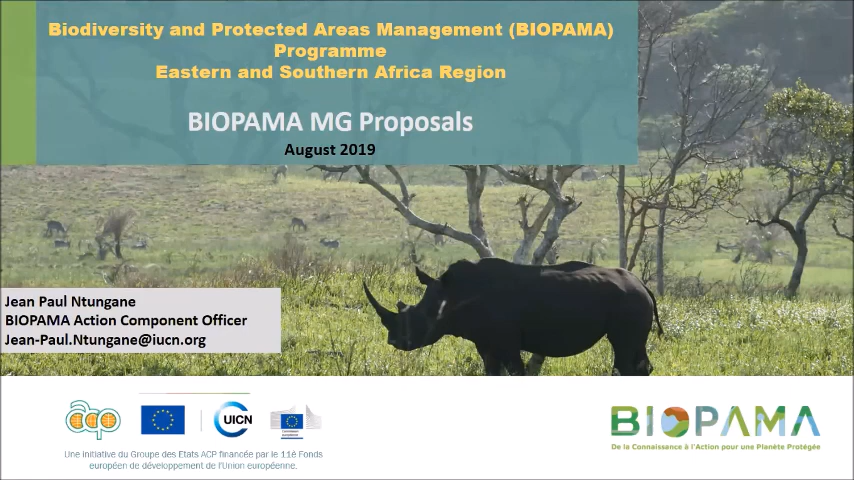 Biodiversity and Protected Areas Management (BIOPAMA)
Programme
Eastern and Southern Africa Region
BIOPAMA MG Proposals
August 2019
Jean Paul Ntungane
BIOPAMA Action Component Officer
Jean-Paul.Ntungane@iucn.org
acp
UICN
BIOPAMA
De la Connaissance à l'Action pour une Planète Protégée
Une initiative du Groupe des Etats ACP financée par le 11è Fonds
européen de développement de l'Union européenne.